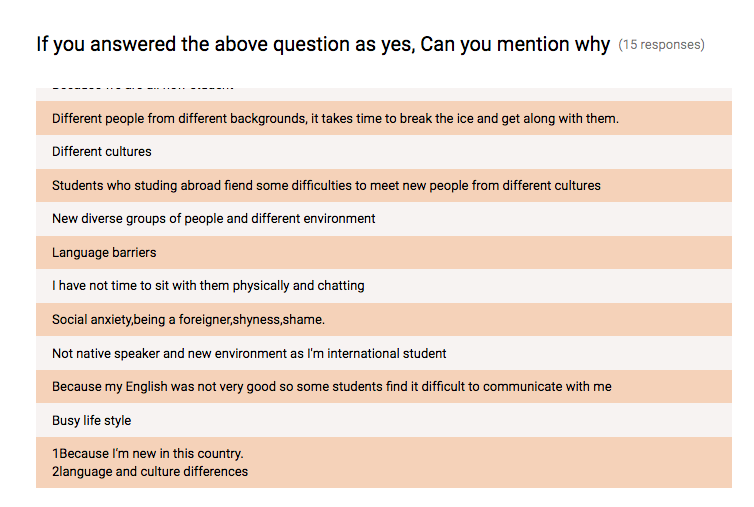 If you answered the above question as yes, Can you mention why (15 responses)
Different people from different backgrounds, it takes time to break the ice and get along with them.
Different cultures
Students who studing abroad fiend some difficulties to meet new people from different cultures
New diverse groups of people and different environment
Language barriers
I have not time to sit with them physically and chatting
Social anxiety,being a foreigner,shyness,shame.
Not native speaker and new environment as I'm international student
Because my English was not very good so some students find it difficult to communicate with me
Busy life style
1Because I'm new in this country.
2language and culture differences